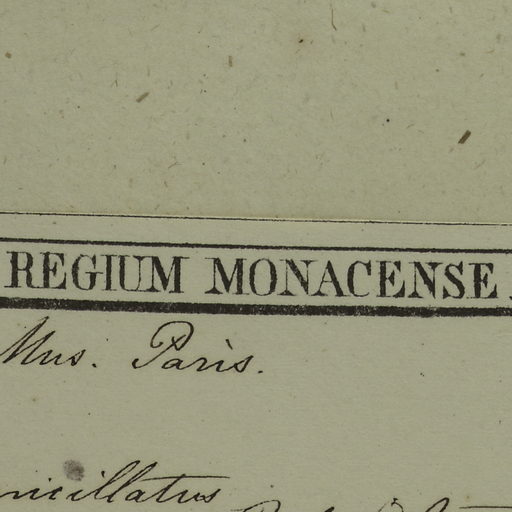 REGIUM MONACENSE.
Mus. Paris.
nicillatus